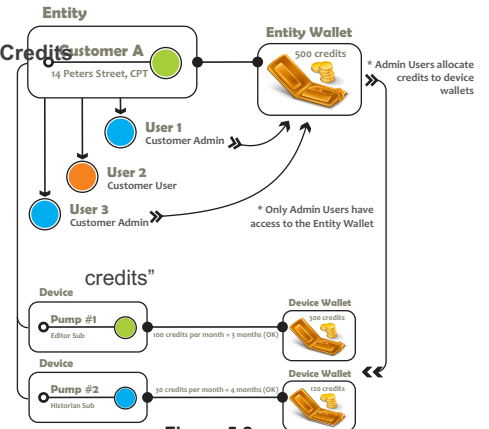 Entity
Credits
Customer A
14 Peters Street, CPT
Entity Wallet
500 credits
* Admin Users allocate
credits to device
wallets
User 1
Customer Admin
User 2
Customer User
User 3
Customer Admin
* Only Admin Users have
access to the Entity Wallet
credits”
Device
Pump #1
Editor Sub
100 credits per month = 3 months (OK)
Device Wallet
300 credits
Device
Pump #2
Historian Sub
30 credits per month = 4 months (OK)
Device Wallet
120 credits